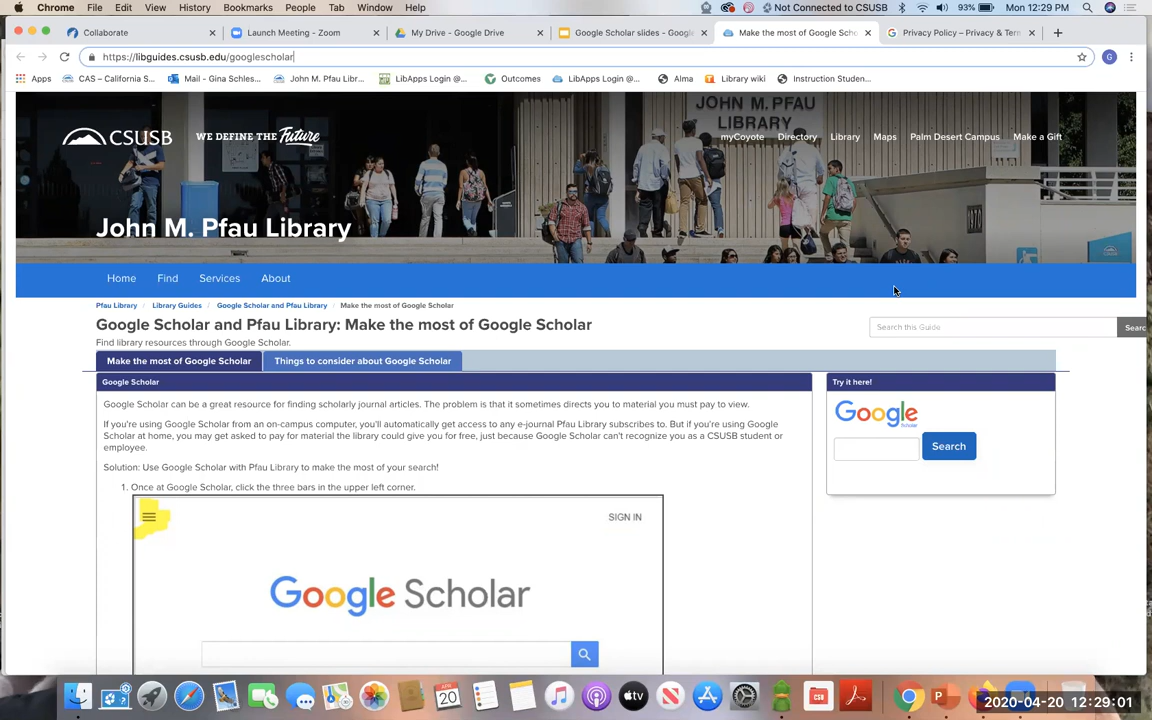 Chrome File Edit View History Bookmarks People Tab Window Help Not Connected to CSUSB 93% Mon 12:29 PM
Collaborate Launch Meeting - Zoom My Drive - Google Drive Google Scholar slides - Google Make the most of Google Scho Privacy Policy – Privacy & Ter
https://libguides.csusb.edu/googlescholar G
Apps CAS – California S... Mail - Gina Schles... John M. Pfau Libr... LibApps Login @... Outcomes LibApps Login @... Alma Library wiki Instruction Studen...
JOHN M. PFAU
LIBRARY
CSUSB WE DEFINE THE Future myCoyote Directory Library Maps Palm Desert Campus Make a Gift
John M. Pfau Library
Home Find Services About
Pfau Library / Library Guides / Google Scholar and Pfau Library / Make the most of Google Scholar
Google Scholar and Pfau Library: Make the most of Google Scholar
Search this Guide Searc
Find library resources through Google Scholar.
Make the most of Google Scholar Things to consider about Google Scholar
Google Scholar
Google Scholar can be a great resource for finding scholarly journal articles. The problem is that it sometimes directs you to material you must pay to view.
If you're using Google Scholar from an on-campus computer, you'll automatically get access to any e-journal Pfau Library subscribes to. But if you're using Google
Scholar at home, you may get asked to pay for material the library could give you for free, just because Google Scholar can't recognize you as a CSUSB student or
employee.
Solution: Use Google Scholar with Pfau Library to make the most of your search!
1. Once at Google Scholar, click the three bars in the upper left corner.
SIGN IN
Google Scholar
Try it here!
Google
Scholar
Search
APR
20
tv
2020-04-20 12:29:01